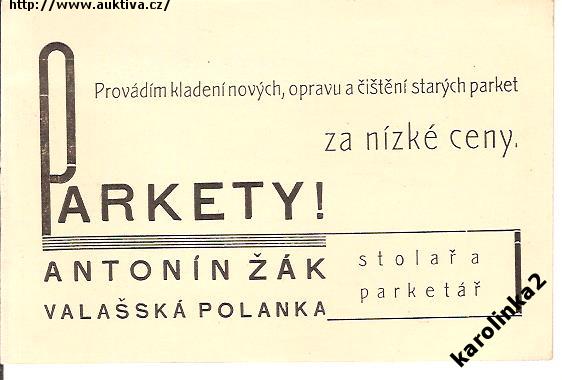 http://www.auktiva.cz/
Provádím kladení nových, opravu a čištění starých parket
za nízké ceny.
PARKETY!
ANTONÍN ŽÁK
VALAŠSKÁ POLANKA
stolař a
parketář
karolinka2